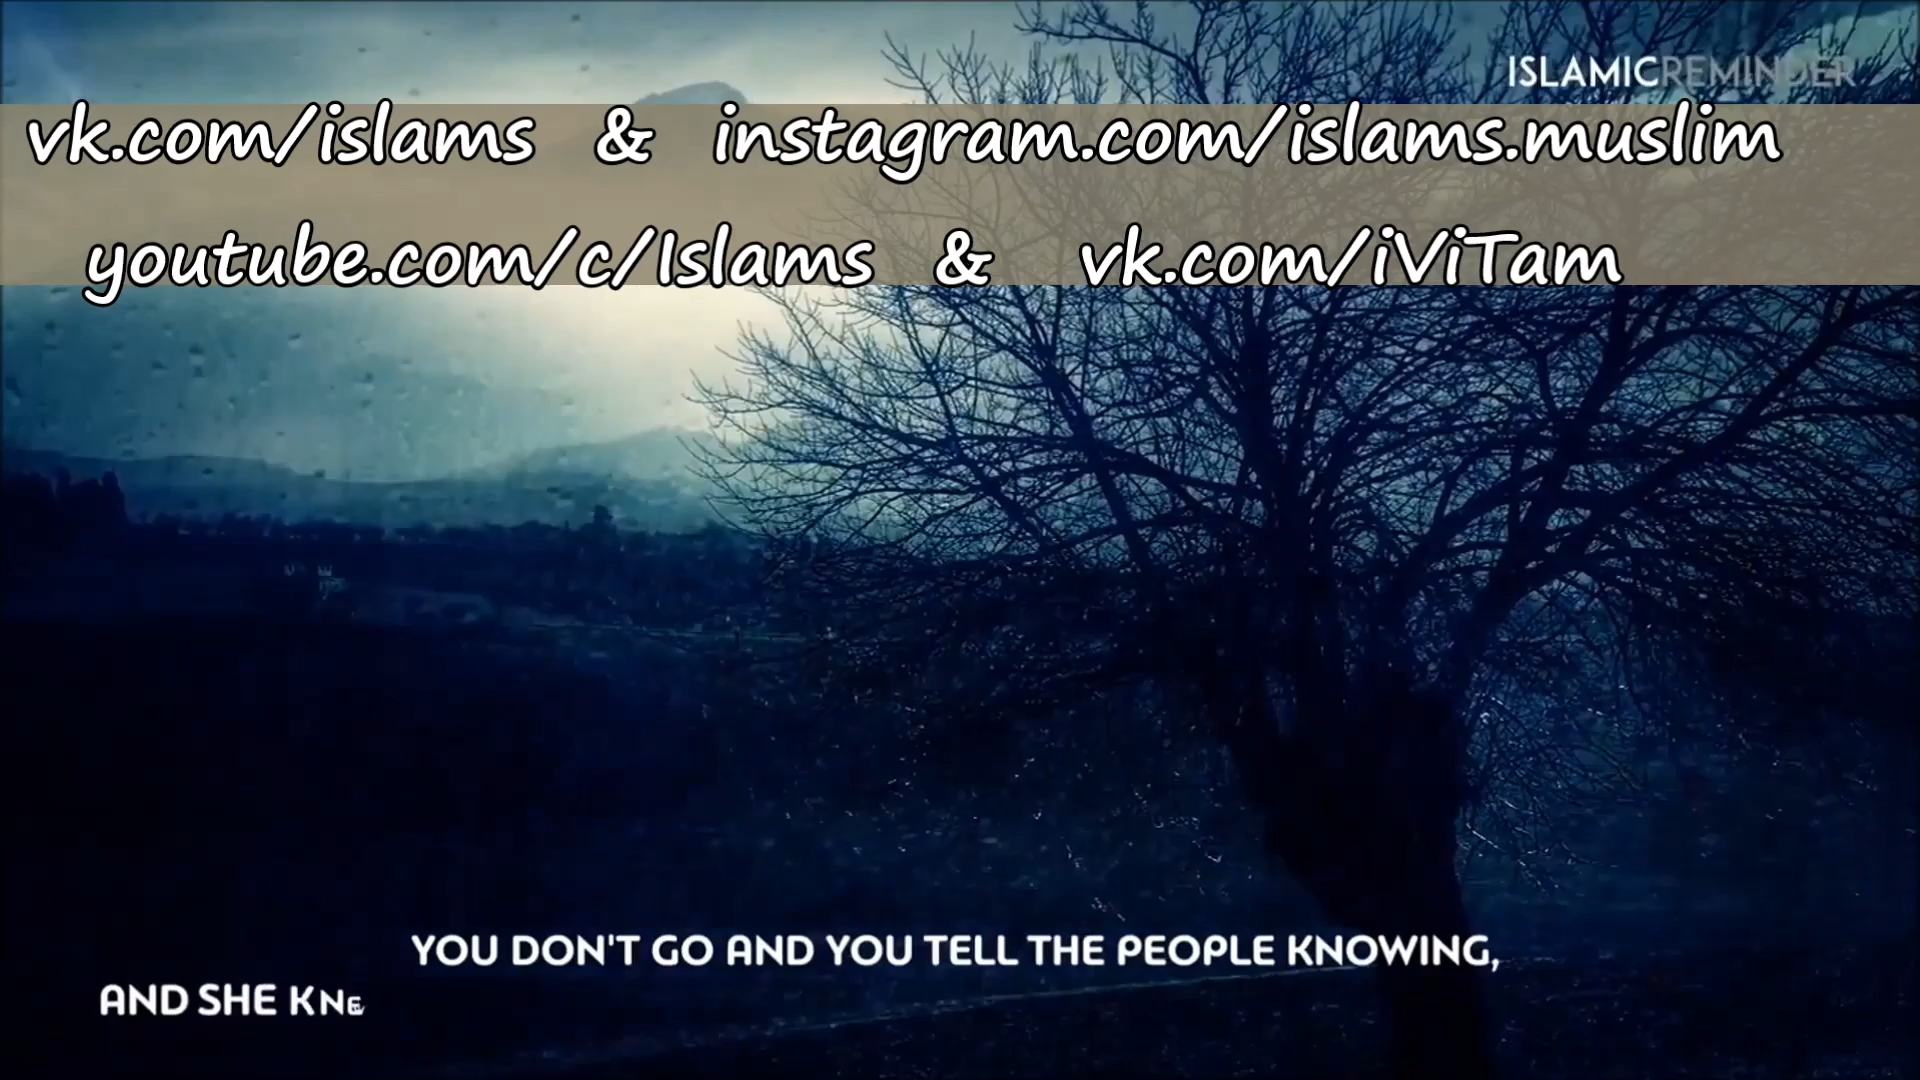 ISLAMICREMINDER
vk.com/islams & instagram.com/islams.muslim
youtube.com/c/Islams & vk.com/iViTam
YOU DON'T GO AND YOU TELL THE PEOPLE KNOWING,
AND SHE KNE